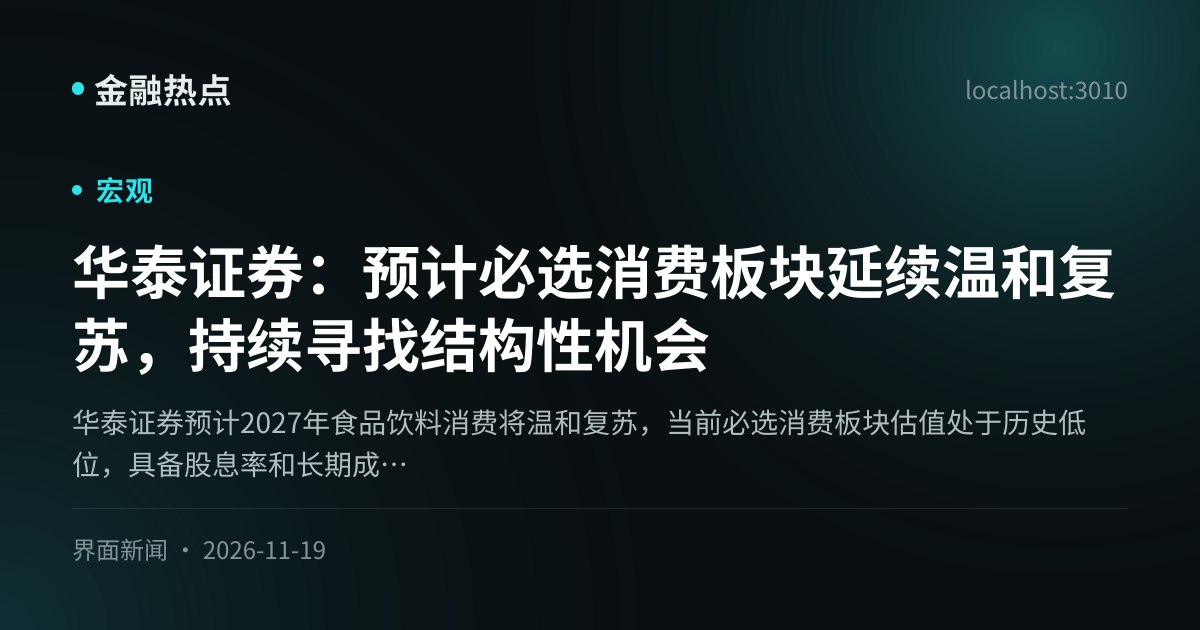 金融热点
localhost:3010
宏观
华泰证券：预计必选消费板块延续温和复
苏，持续寻找结构性机会
华泰证券预计2027年食品饮料消费将温和复苏，当前必选消费板块估值处于历史低
位，具备股息率和长期成…
界面新闻 · 2026-11-19